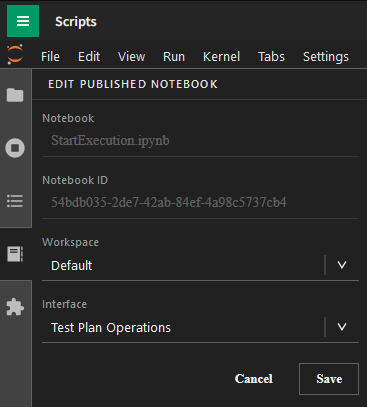 Scripts
File Edit View Run Kernel Tabs Settings
EDIT PUBLISHED NOTEBOOK
Notebook
StartExecution.ipynb
Notebook ID
54bdb035-2de7-42ab-84ef-4a98c5737cb4
Workspace
Default
Interface
Test Plan Operations
Cancel Save